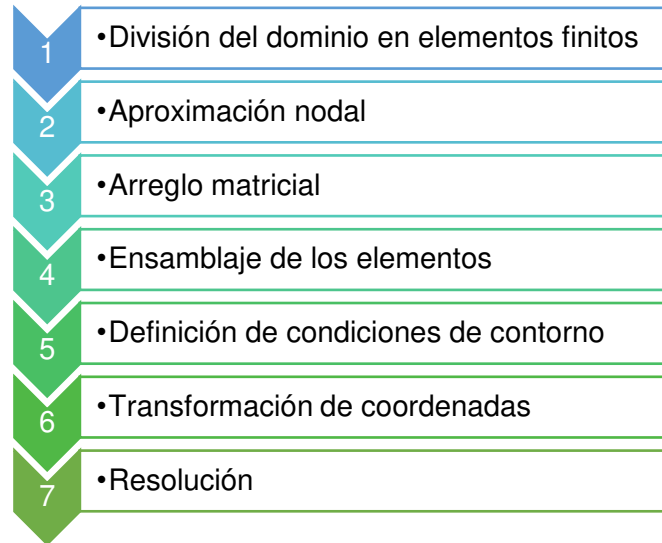 1 •División del dominio en elementos finitos
2 •Aproximación nodal
3 •Arreglo matricial
4 •Ensamblaje de los elementos
5 •Definición de condiciones de contorno
6 •Transformación de coordenadas
7 •Resolución